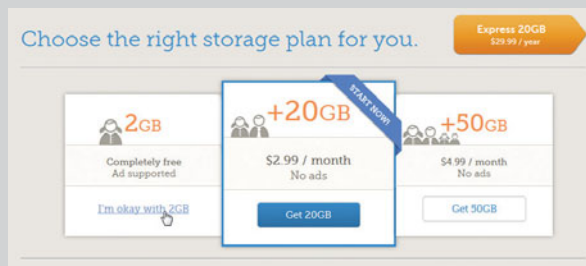 Choose the right storage plan for you.
Express 20GB
$29.99 / year
2GB
Completely free
Ad supported
I'm okay with 2GB
START NOW!
+20GB
$2.99 / month
No ads
Get 20GB
+50GB
$4.99 / month
No ads
Get 50GB